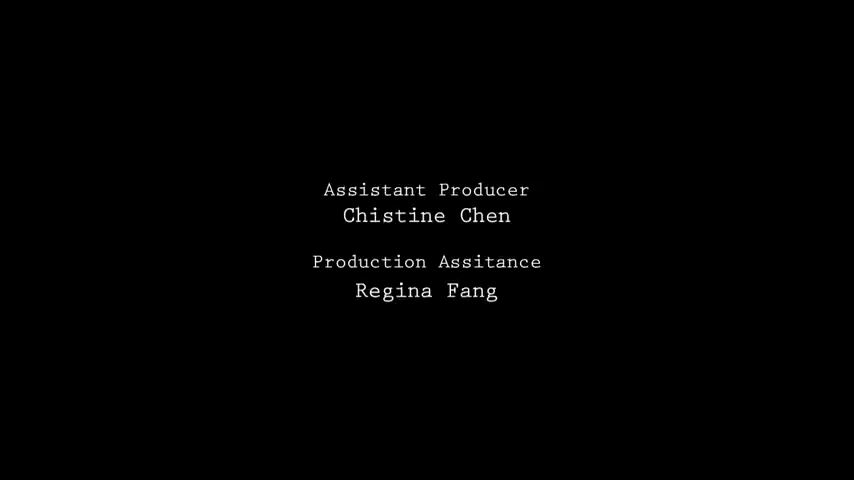 Assistant Producer
Chistine Chen
Production Assitance
Regina Fang